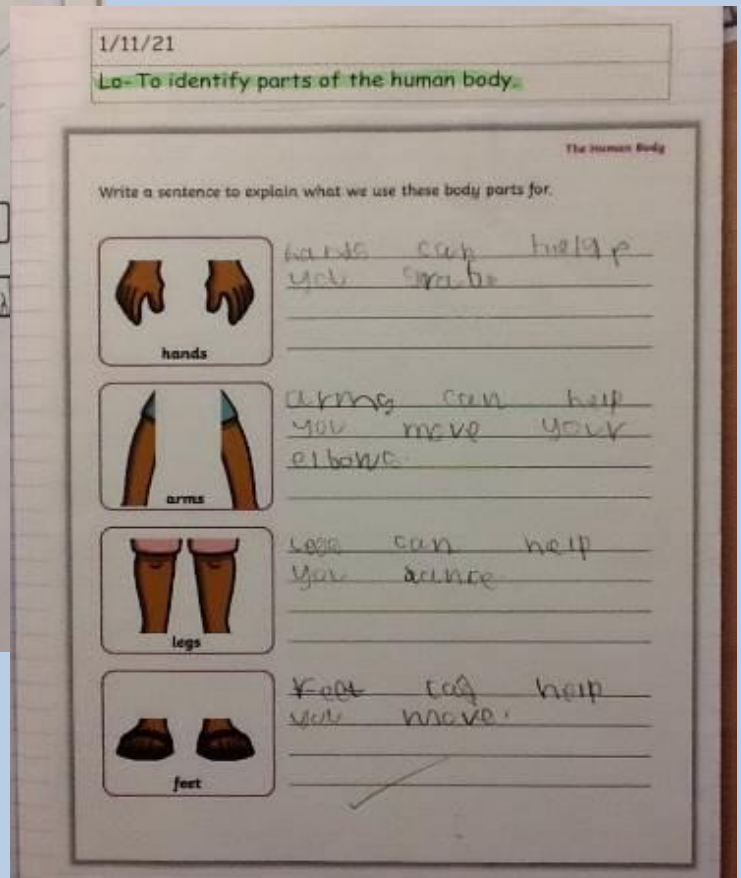 1/11/21
Lo- To identify parts of the human body.
The Human Body
Write a sentence to explain what we use these body parts for.
hands can helgp
you grabe
hands
arms can help
you move your
elbows.
arms
legs can help
you dance
legs
Feet can help
you move.
feet